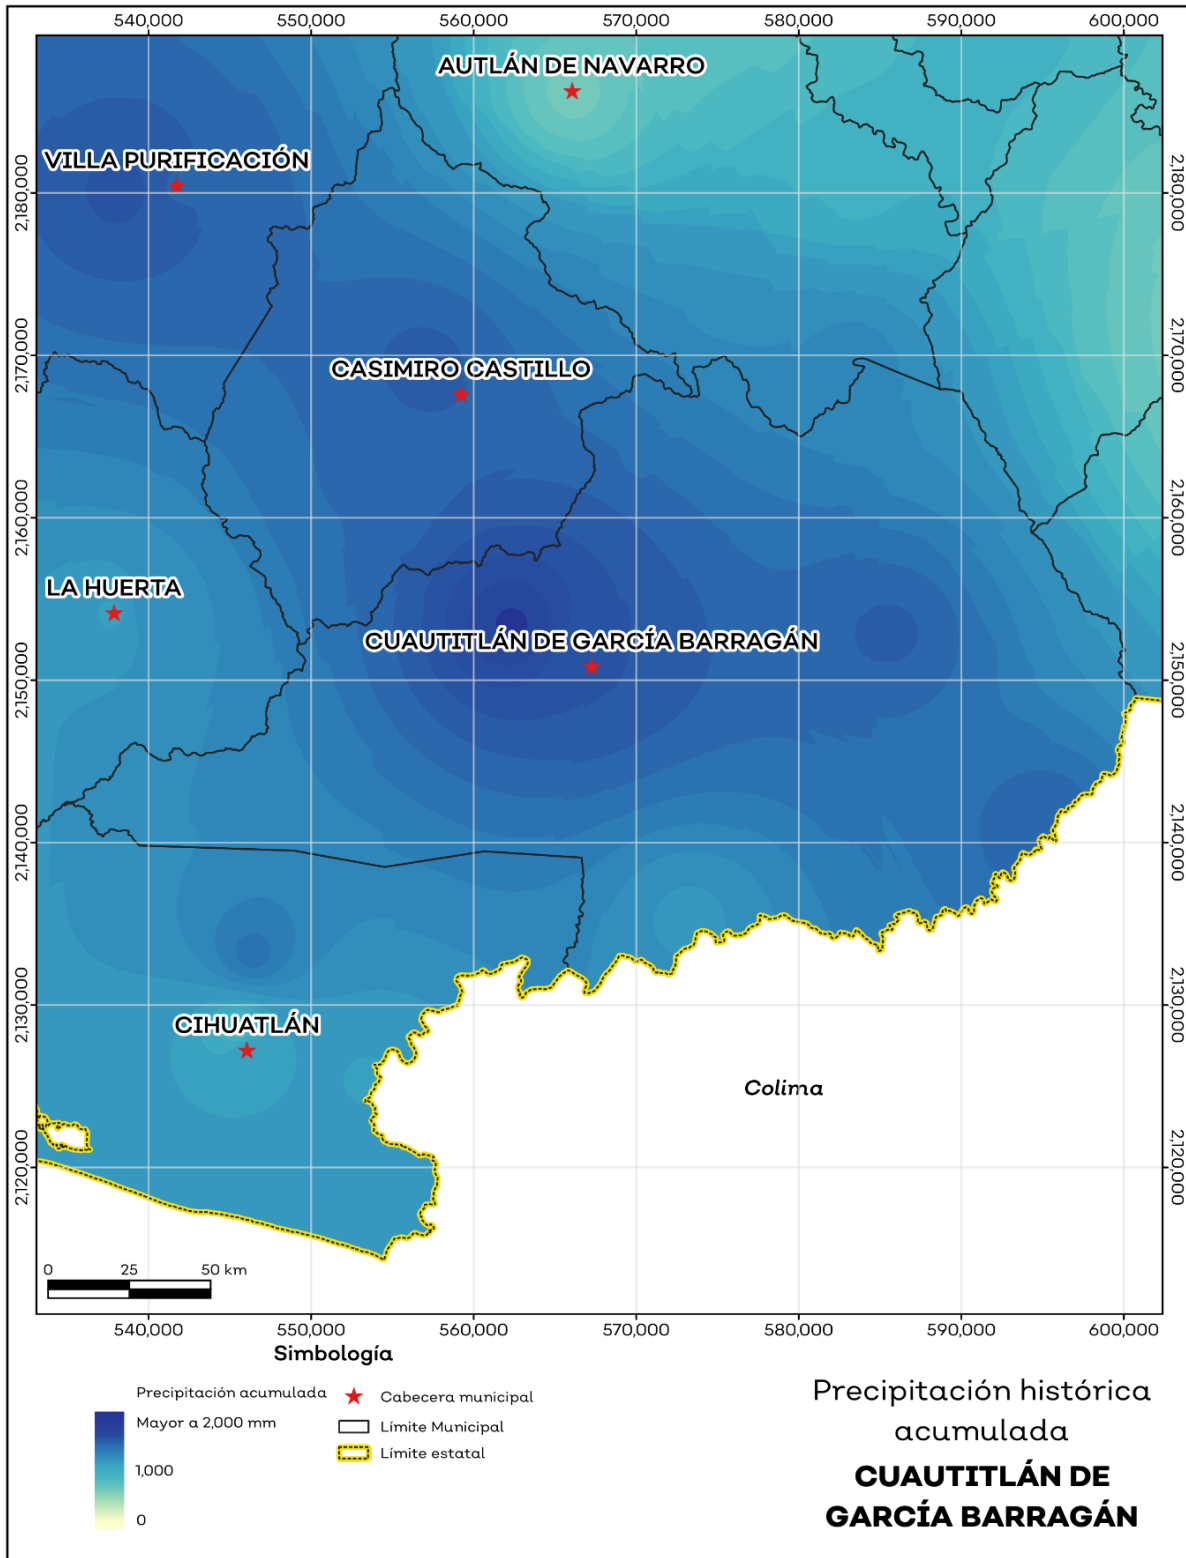 540,000
550,000
560,000
570,000
580,000
590,000
600,000
AUTLÁN DE NAVARRO
VILLA PURIFICACIÓN
2,180,000
2,180,000
2,170,000
2,170,000
CASIMIRO CASTILLO
2,160,000
2,160,000
LA HUERTA
CUAUTITLÁN DE GARCÍA BARRAGÁN
2,150,000
2,150,000
2,140,000
2,140,000
2,130,000
2,130,000
CIHUATLÁN
Colima
2,120,000
2,120,000
0 25 50 km
540,000
550,000
560,000
570,000
580,000
590,000
600,000
Simbología
Precipitación acumulada
Mayor a 2,000 mm
1,000
0
Cabecera municipal
Límite Municipal
Límite estatal
Precipitación histórica
acumulada
CUAUTITLÁN DE
GARCÍA BARRAGÁN